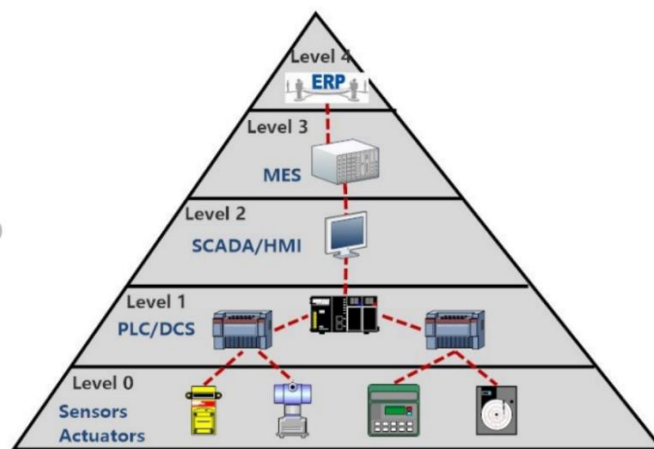 Level 4
ERP
Level 3
MES
Level 2
SCADA/HMI
Level 1
PLC/DCS
Level 0
Sensors
Actuators